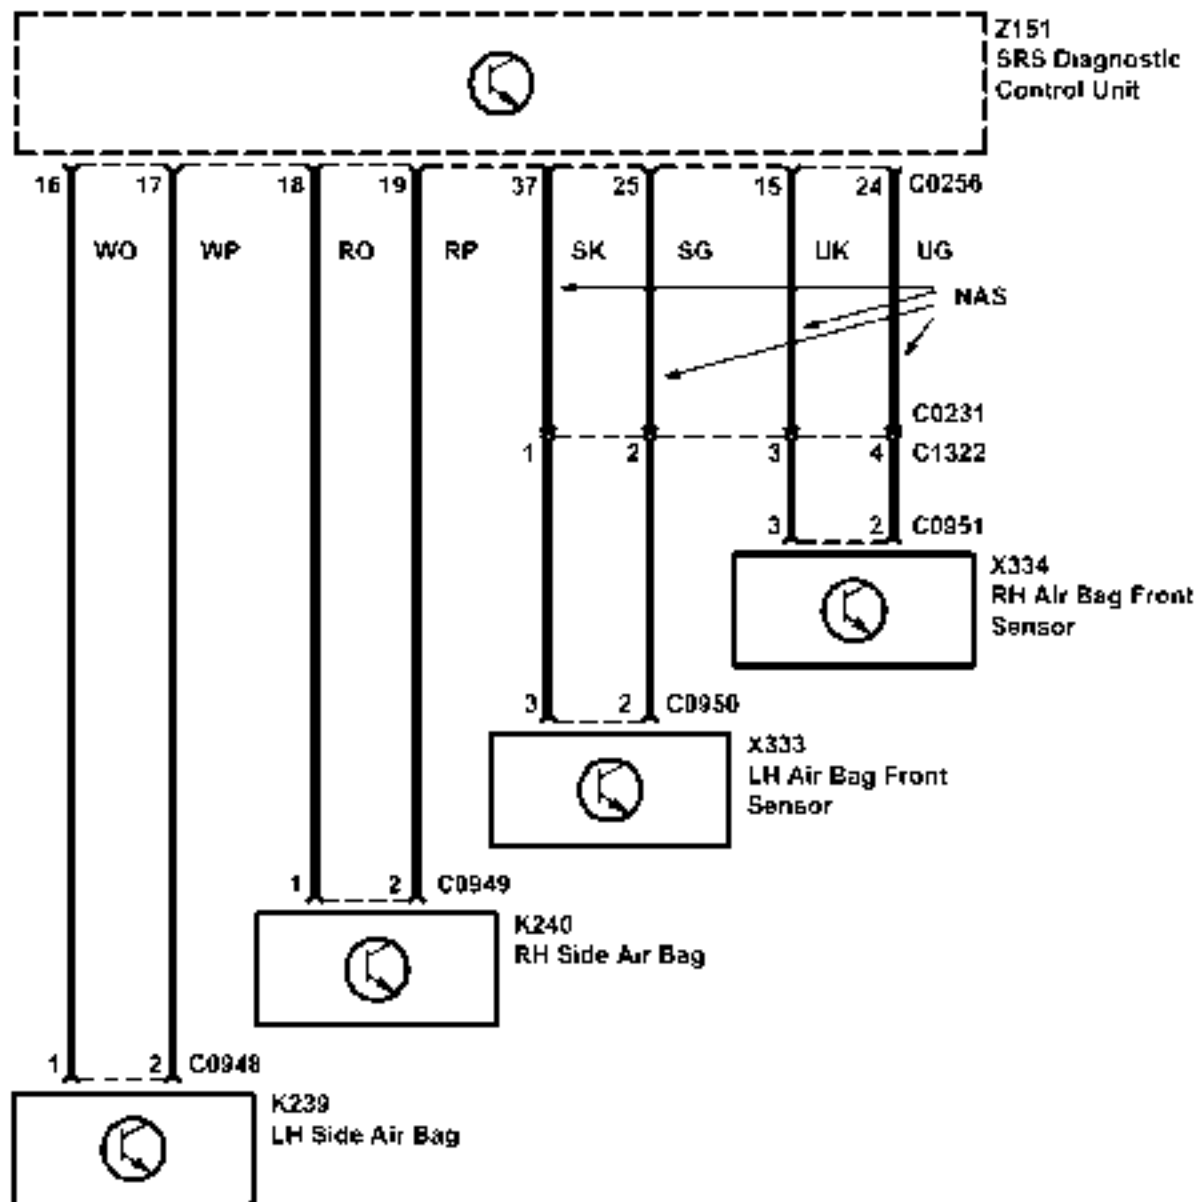 Z151
SRS Diagnostic
Control Unit
16 17 18 19 37 25 15 24 C0256
WO WP RO RP SK SG UK UG
NAS
C0231
1 2 3 4 C1322
3 2 C0951
X334
RH Air Bag Front
Sensor
3 2 C0950
X333
LH Air Bag Front
Sensor
1 2 C0949
K240
RH Side Air Bag
1 2 C0948
K239
LH Side Air Bag